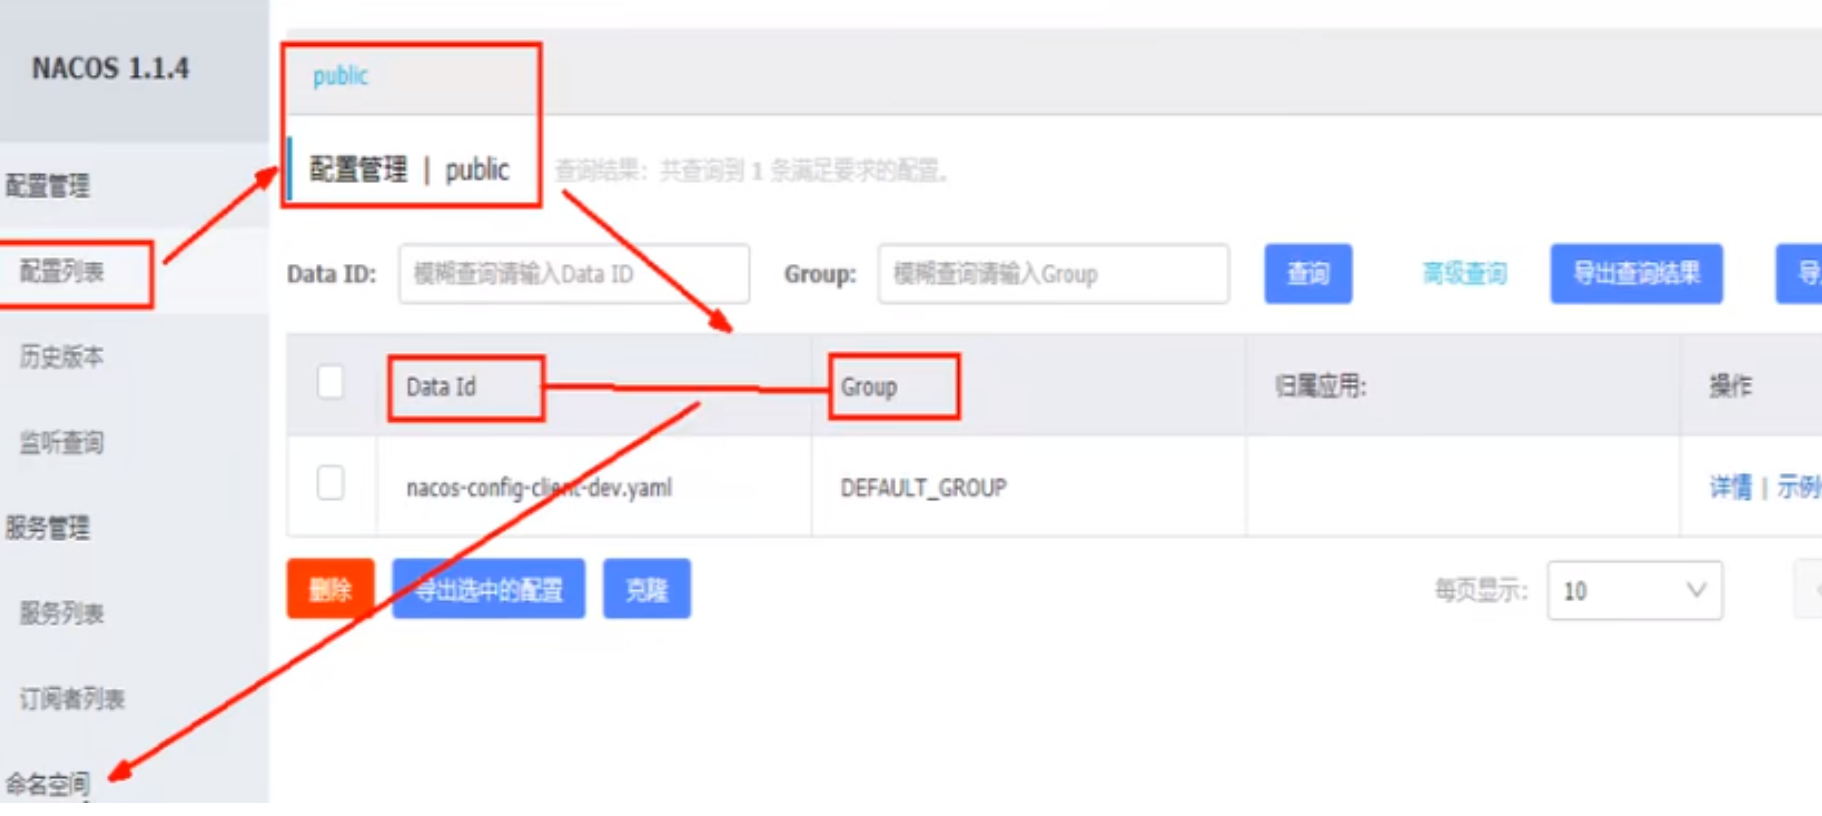 NACOS 1.1.4
public
配置管理
配置管理 | public 查询结果：共查询到 1 条满足要求的配置。
配置列表
Data ID: 模糊查询请输入Data ID Group: 模糊查询请输入Group 查询 高级查询 导出查询结果 导
历史版本
Data Id Group 归属应用: 操作
监听查询
nacos-config-client-dev.yaml DEFAULT_GROUP 详情 | 示例
服务管理
删除 导出选中的配置 克隆 每页显示: 10
服务列表
订阅者列表
命名空间